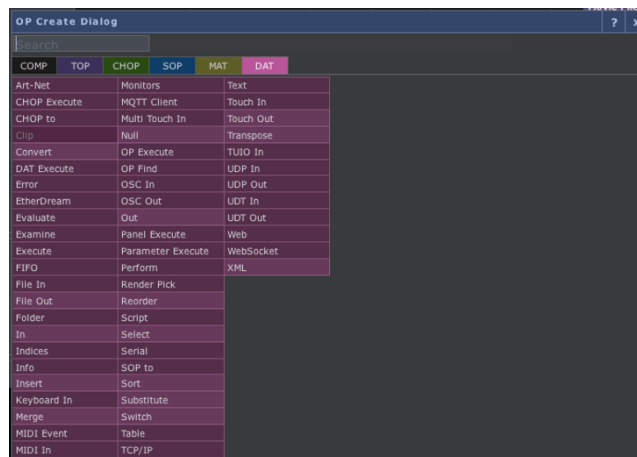 OP Create Dialog
?
Search
COMP TOP CHOP SOP MAT DAT
Art-Net Monitors Text
CHOP Execute MQTT Client Touch In
CHOP to Multi Touch In Touch Out
Clip Null Transpose
Convert OP Execute TUIO In
DAT Execute OP Find UDP In
Error OSC In UDP Out
EtherDream OSC Out UDT In
Evaluate Out UDT Out
Examine Panel Execute Web
Execute Parameter Execute WebSocket
FIFO Perform XML
File In Render Pick
File Out Reorder
Folder Script
In Select
Indices Serial
Info SOP to
Insert Sort
Keyboard In Substitute
Merge Switch
MIDI Event Table
MIDI In TCP/IP